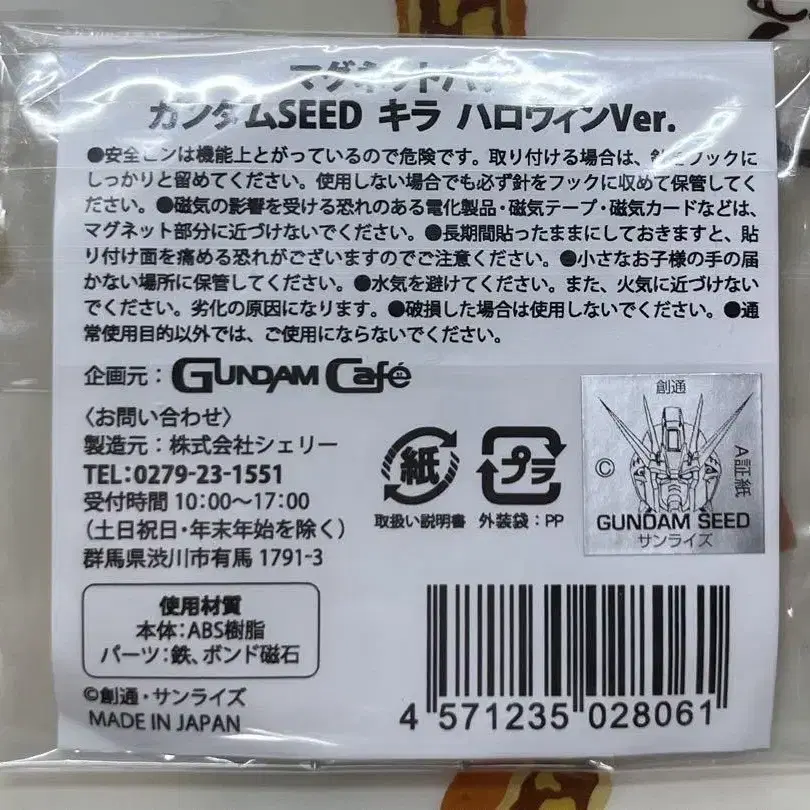 マグネットバ
ガンダムSEED キラ ハロウィンVer.
●安全ピンは機能上とがっているので危険です。取り付ける場合は、針をフックに
しっかりと留めてください。使用しない場合でも必ず針をフックに収めて保管してく
ださい。●磁気の影響を受ける恐れのある電化製品・磁気テープ・磁気カードなどは、
マグネット部分に近づけないでください。●長期間貼ったままにしておきますと、貼
り付け面を痛める恐れがございますのでご注意ください。●小さなお子様の手の届
かない場所に保管してください。●水気を避けてください。また、火気に近づけない
でください。劣化の原因になります。●破損した場合は使用しないでください。●通
常使用目的以外では、ご使用にならないでください。
企画元：GUNDAM Café
〈お問い合わせ〉
製造元：株式会社シェリー
TEL:0279-23-1551
受付時間 10:00～17:00
（土日祝日・年末年始を除く）
群馬県渋川市有馬 1791-3
紙
取扱い説明書
プラ
外装袋：PP
創通
©
A証紙
GUNDAM SEED
サンライズ
使用材質
本体：ABS樹脂
パーツ：鉄、ボンド磁石
©創通・サンライズ
MADE IN JAPAN
4 571235 028061